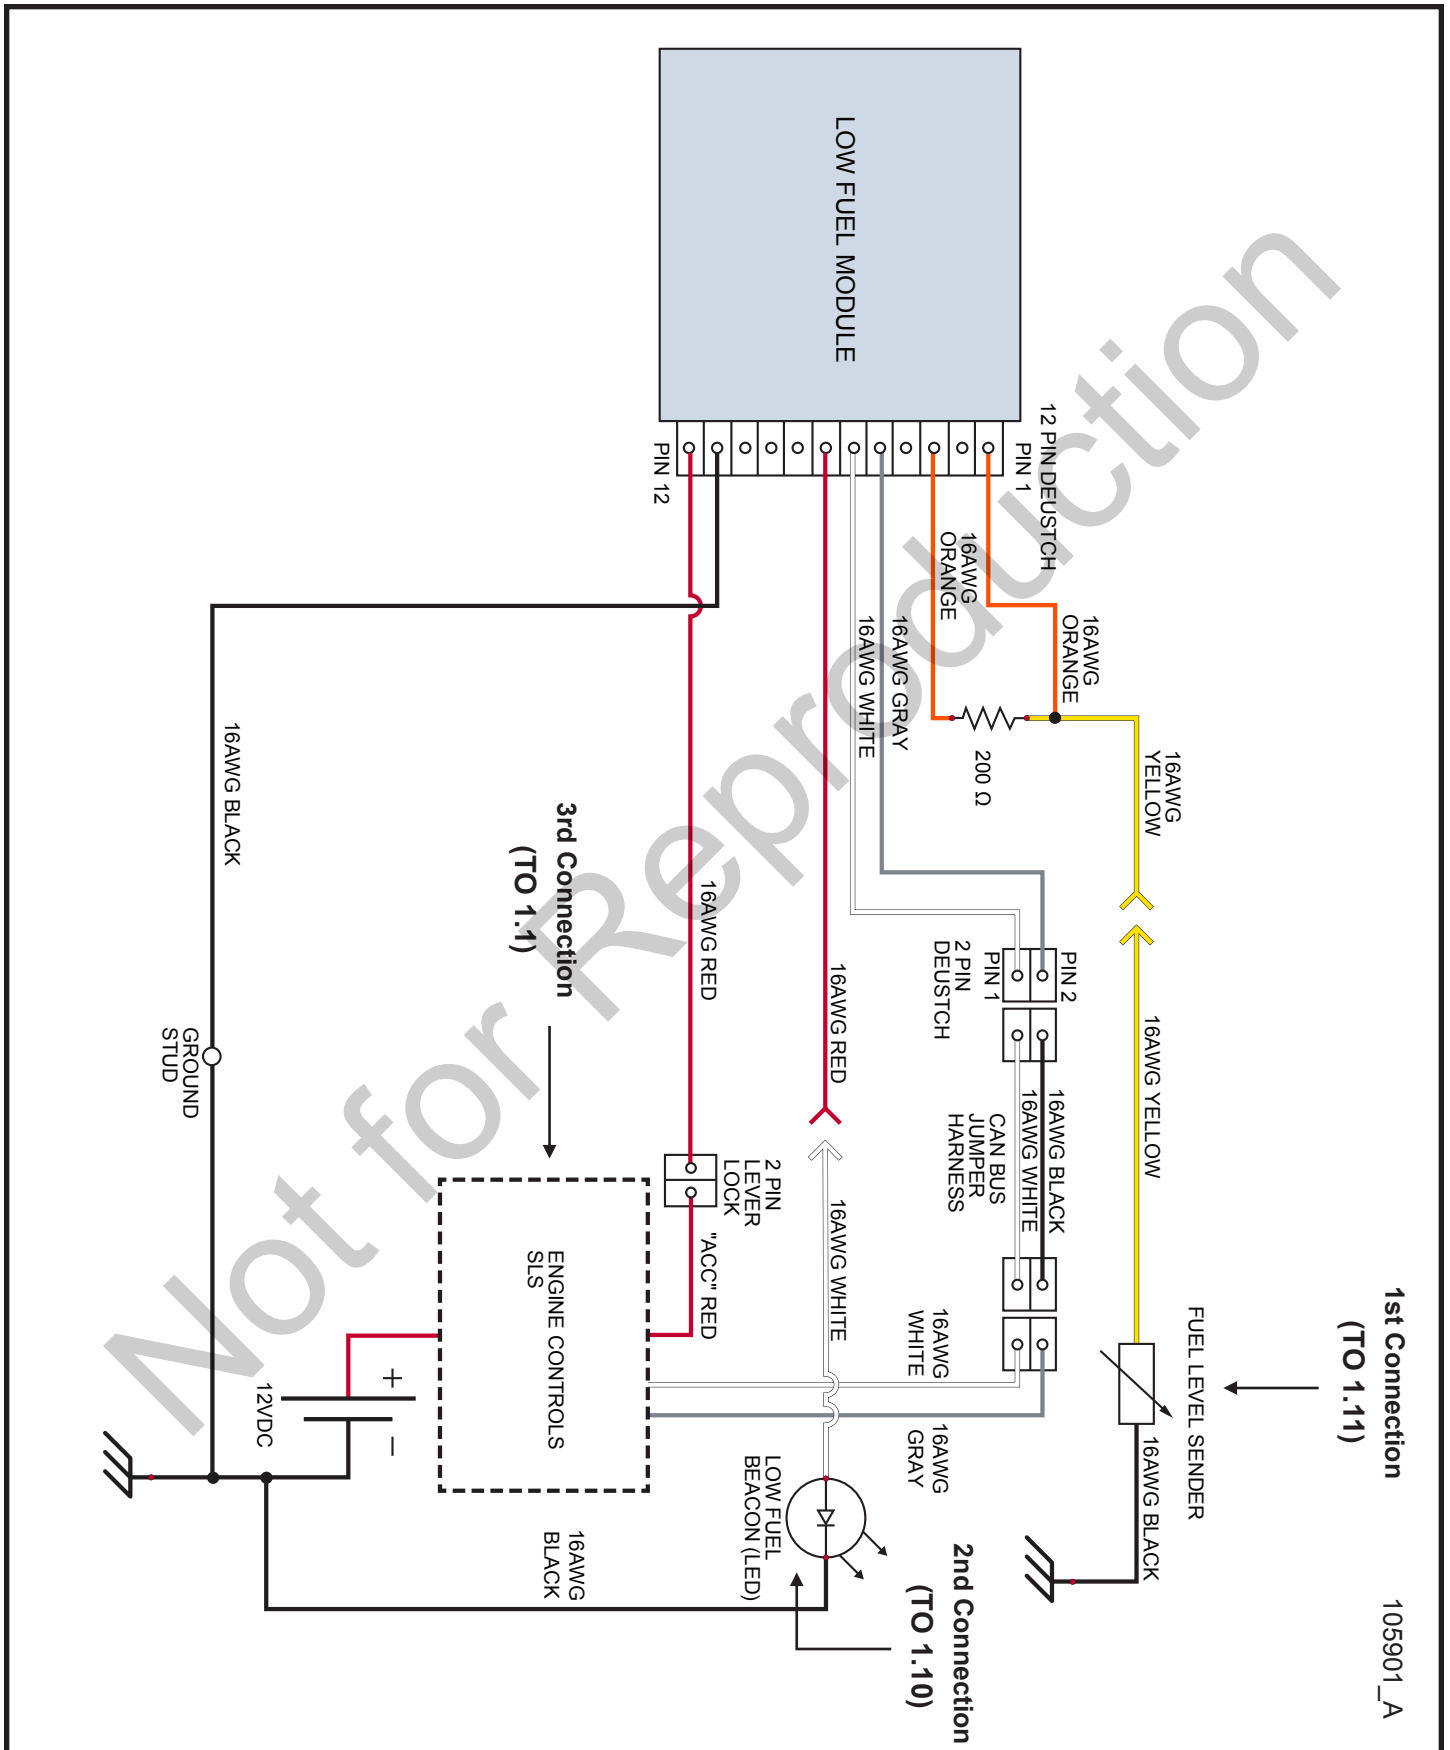 105901_A
1st Connection
(TO 1.11)
2nd Connection
(TO 1.10)
FUEL LEVEL SENDER
16AWG
YELLOW
16AWG YELLOW
16AWG BLACK
12 PIN DEUSTCH
PIN 1
16AWG
ORANGE
16AWG
ORANGE
200 Ω
PIN 2
PIN 1
2 PIN
DEUSTCH
16AWG BLACK
16AWG WHITE
CAN BUS
JUMPER
HARNESS
16AWG GRAY
16AWG WHITE
16AWG
WHITE
16AWG
GRAY
LOW FUEL MODULE
16AWG RED
16AWG WHITE
LOW FUEL
BEACON (LED)
PIN 12
16AWG RED
2 PIN
LEVER
LOCK
"ACC" RED
3rd Connection
(TO 1.1)
ENGINE CONTROLS
SLS
16AWG
BLACK
+
–
12VDC
16AWG BLACK
GROUND
STUD
Not for Reproduction